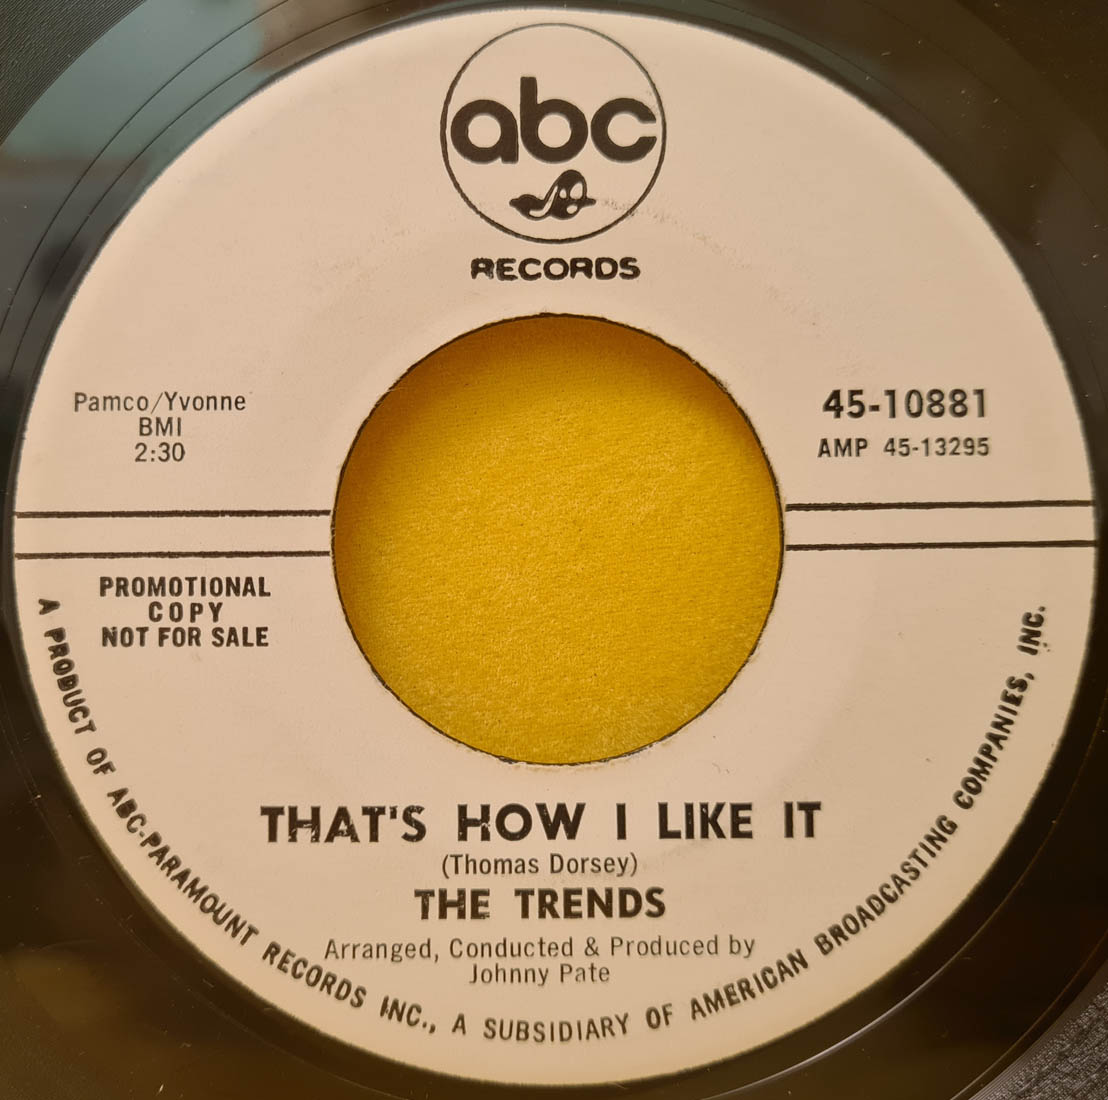 abc
RECORDS
Pamco/Yvonne
BMI
2:30
45-10881
AMP 45-13295
PROMOTIONAL
COPY
NOT FOR SALE
THAT'S HOW I LIKE IT
(Thomas Dorsey)
THE TRENDS
Arranged, Conducted & Produced by
Johnny Pate
A PRODUCT OF ABC-PARAMOUNT RECORDS INC., A SUBSIDIARY OF AMERICAN BROADCASTING COMPANIES, INC.